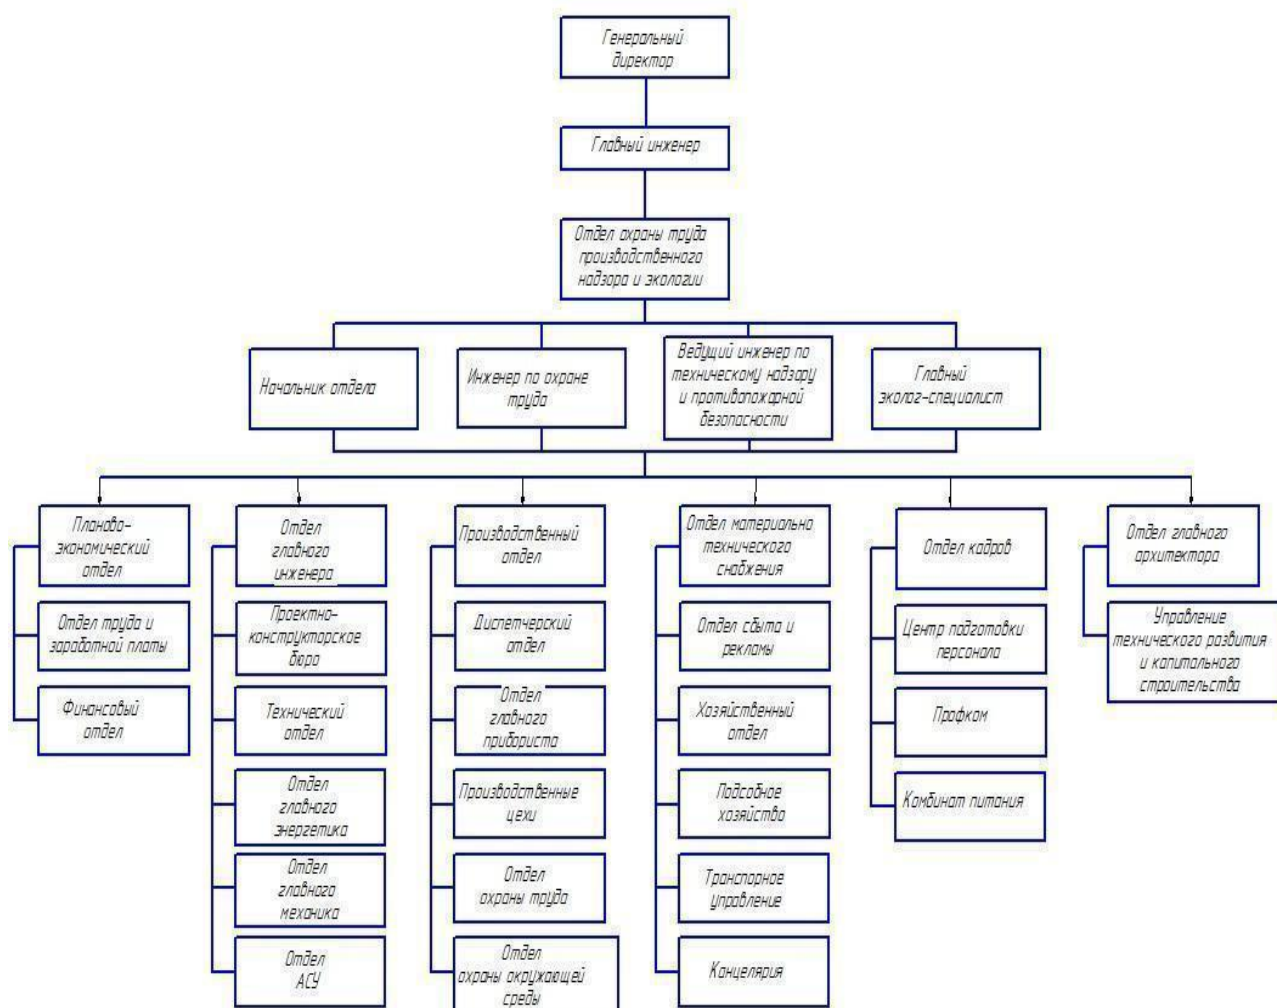 Генеральный
директор
Главный инженер
Отдел охраны труда
производственного
надзора и экологии
Начальник отдела
Инженер по охране
труда
Ведущий инженер по
техническому надзору
и противопожарной
безопасности
Главный
эколог-специалист
Планово-
экономический
отдел
Отдел
главного
инженера
Производственный
отдел
Отдел материально
технического
снабжения
Отдел кадров
Отдел главного
архитектора
Отдел труда и
заработной платы
Проектно-
конструкторское
бюро
Диспетчерский
отдел
Отдел сбыта и
рекламы
Центр подготовки
персонала
Управление
технического развития
и капитального
строительства
Финансовый
отдел
Технический
отдел
Отдел
главного
прибориста
Хозяйственный
отдел
Профком
Отдел
главного
энергетика
Производственные
цехи
Подсобное
хозяйство
Комбинат питания
Отдел
главного
механика
Отдел
охраны труда
Транспорное
управление
Отдел
АСУ
Отдел
охраны окружающей
среды
Канцелярия